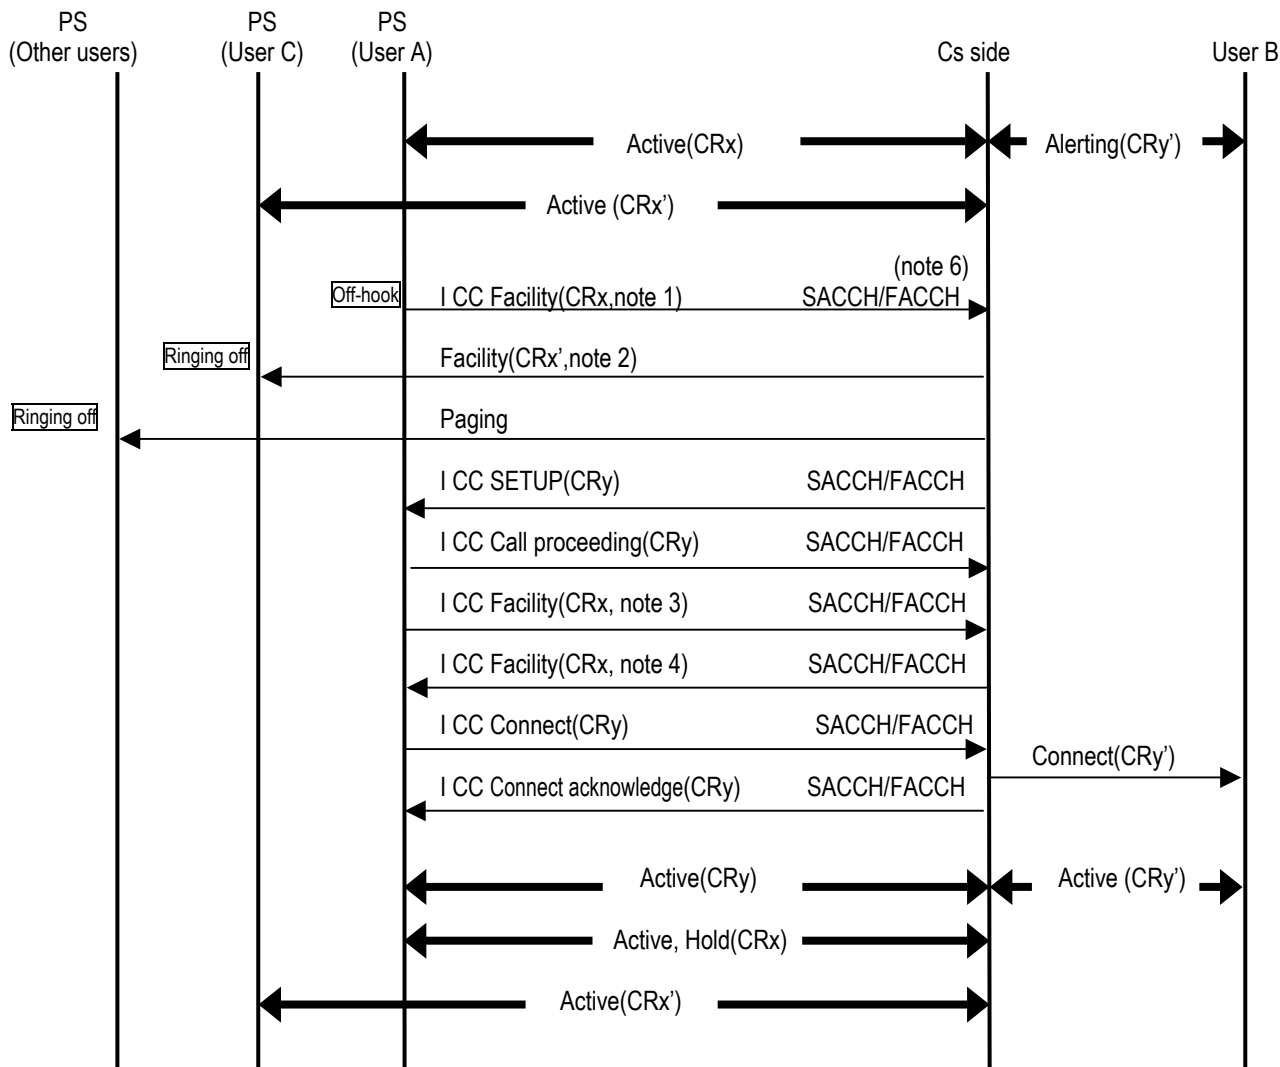 PS PS PS
(Other users) (User C) (User A) Cs side User B
Active(CRx) Alerting(CRy’)
Active (CRx’)
(note 6)
Off-hook I CC Facility(CRx,note 1) SACCH/FACCH
Ringing off Facility(CRx’,note 2)
Ringing off Paging
I CC SETUP(CRy) SACCH/FACCH
I CC Call proceeding(CRy) SACCH/FACCH
I CC Facility(CRx, note 3) SACCH/FACCH
I CC Facility(CRx, note 4) SACCH/FACCH
I CC Connect(CRy) SACCH/FACCH
Connect(CRy’)
I CC Connect acknowledge(CRy) SACCH/FACCH
Active(CRy) Active (CRy’)
Active, Hold(CRx)
Active(CRx’)